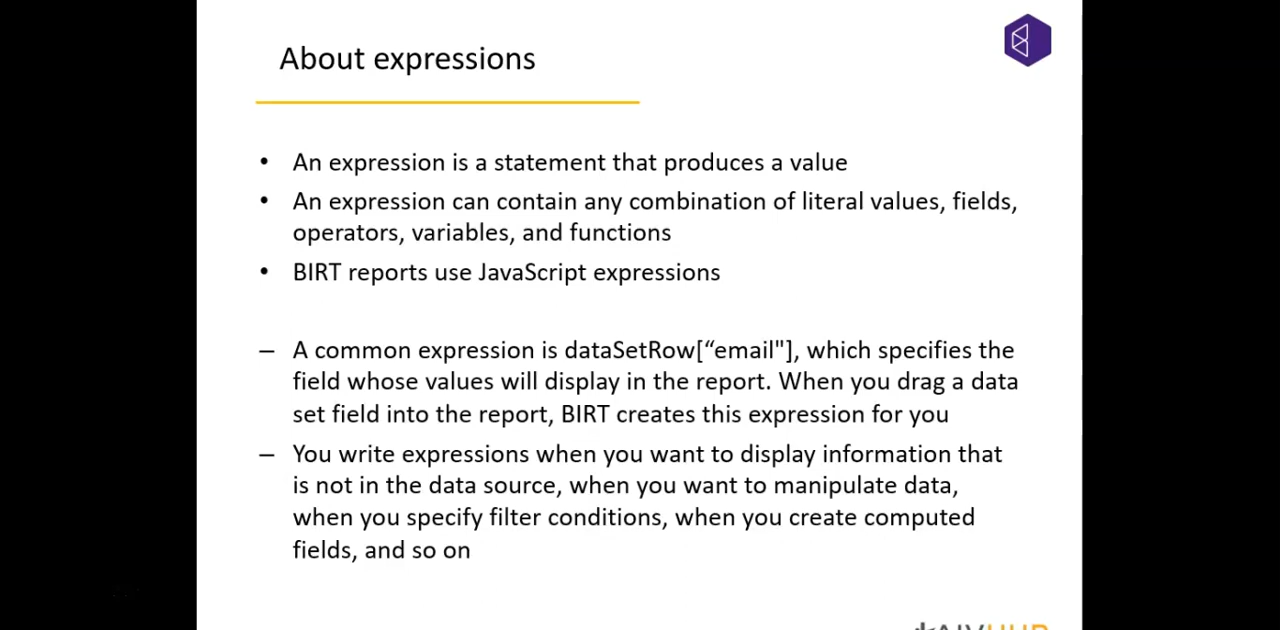 About expressions
• An expression is a statement that produces a value
• An expression can contain any combination of literal values, fields,
operators, variables, and functions
• BIRT reports use JavaScript expressions
– A common expression is dataSetRow[“email"], which specifies the
field whose values will display in the report. When you drag a data
set field into the report, BIRT creates this expression for you
– You write expressions when you want to display information that
is not in the data source, when you want to manipulate data,
when you specify filter conditions, when you create computed
fields, and so on